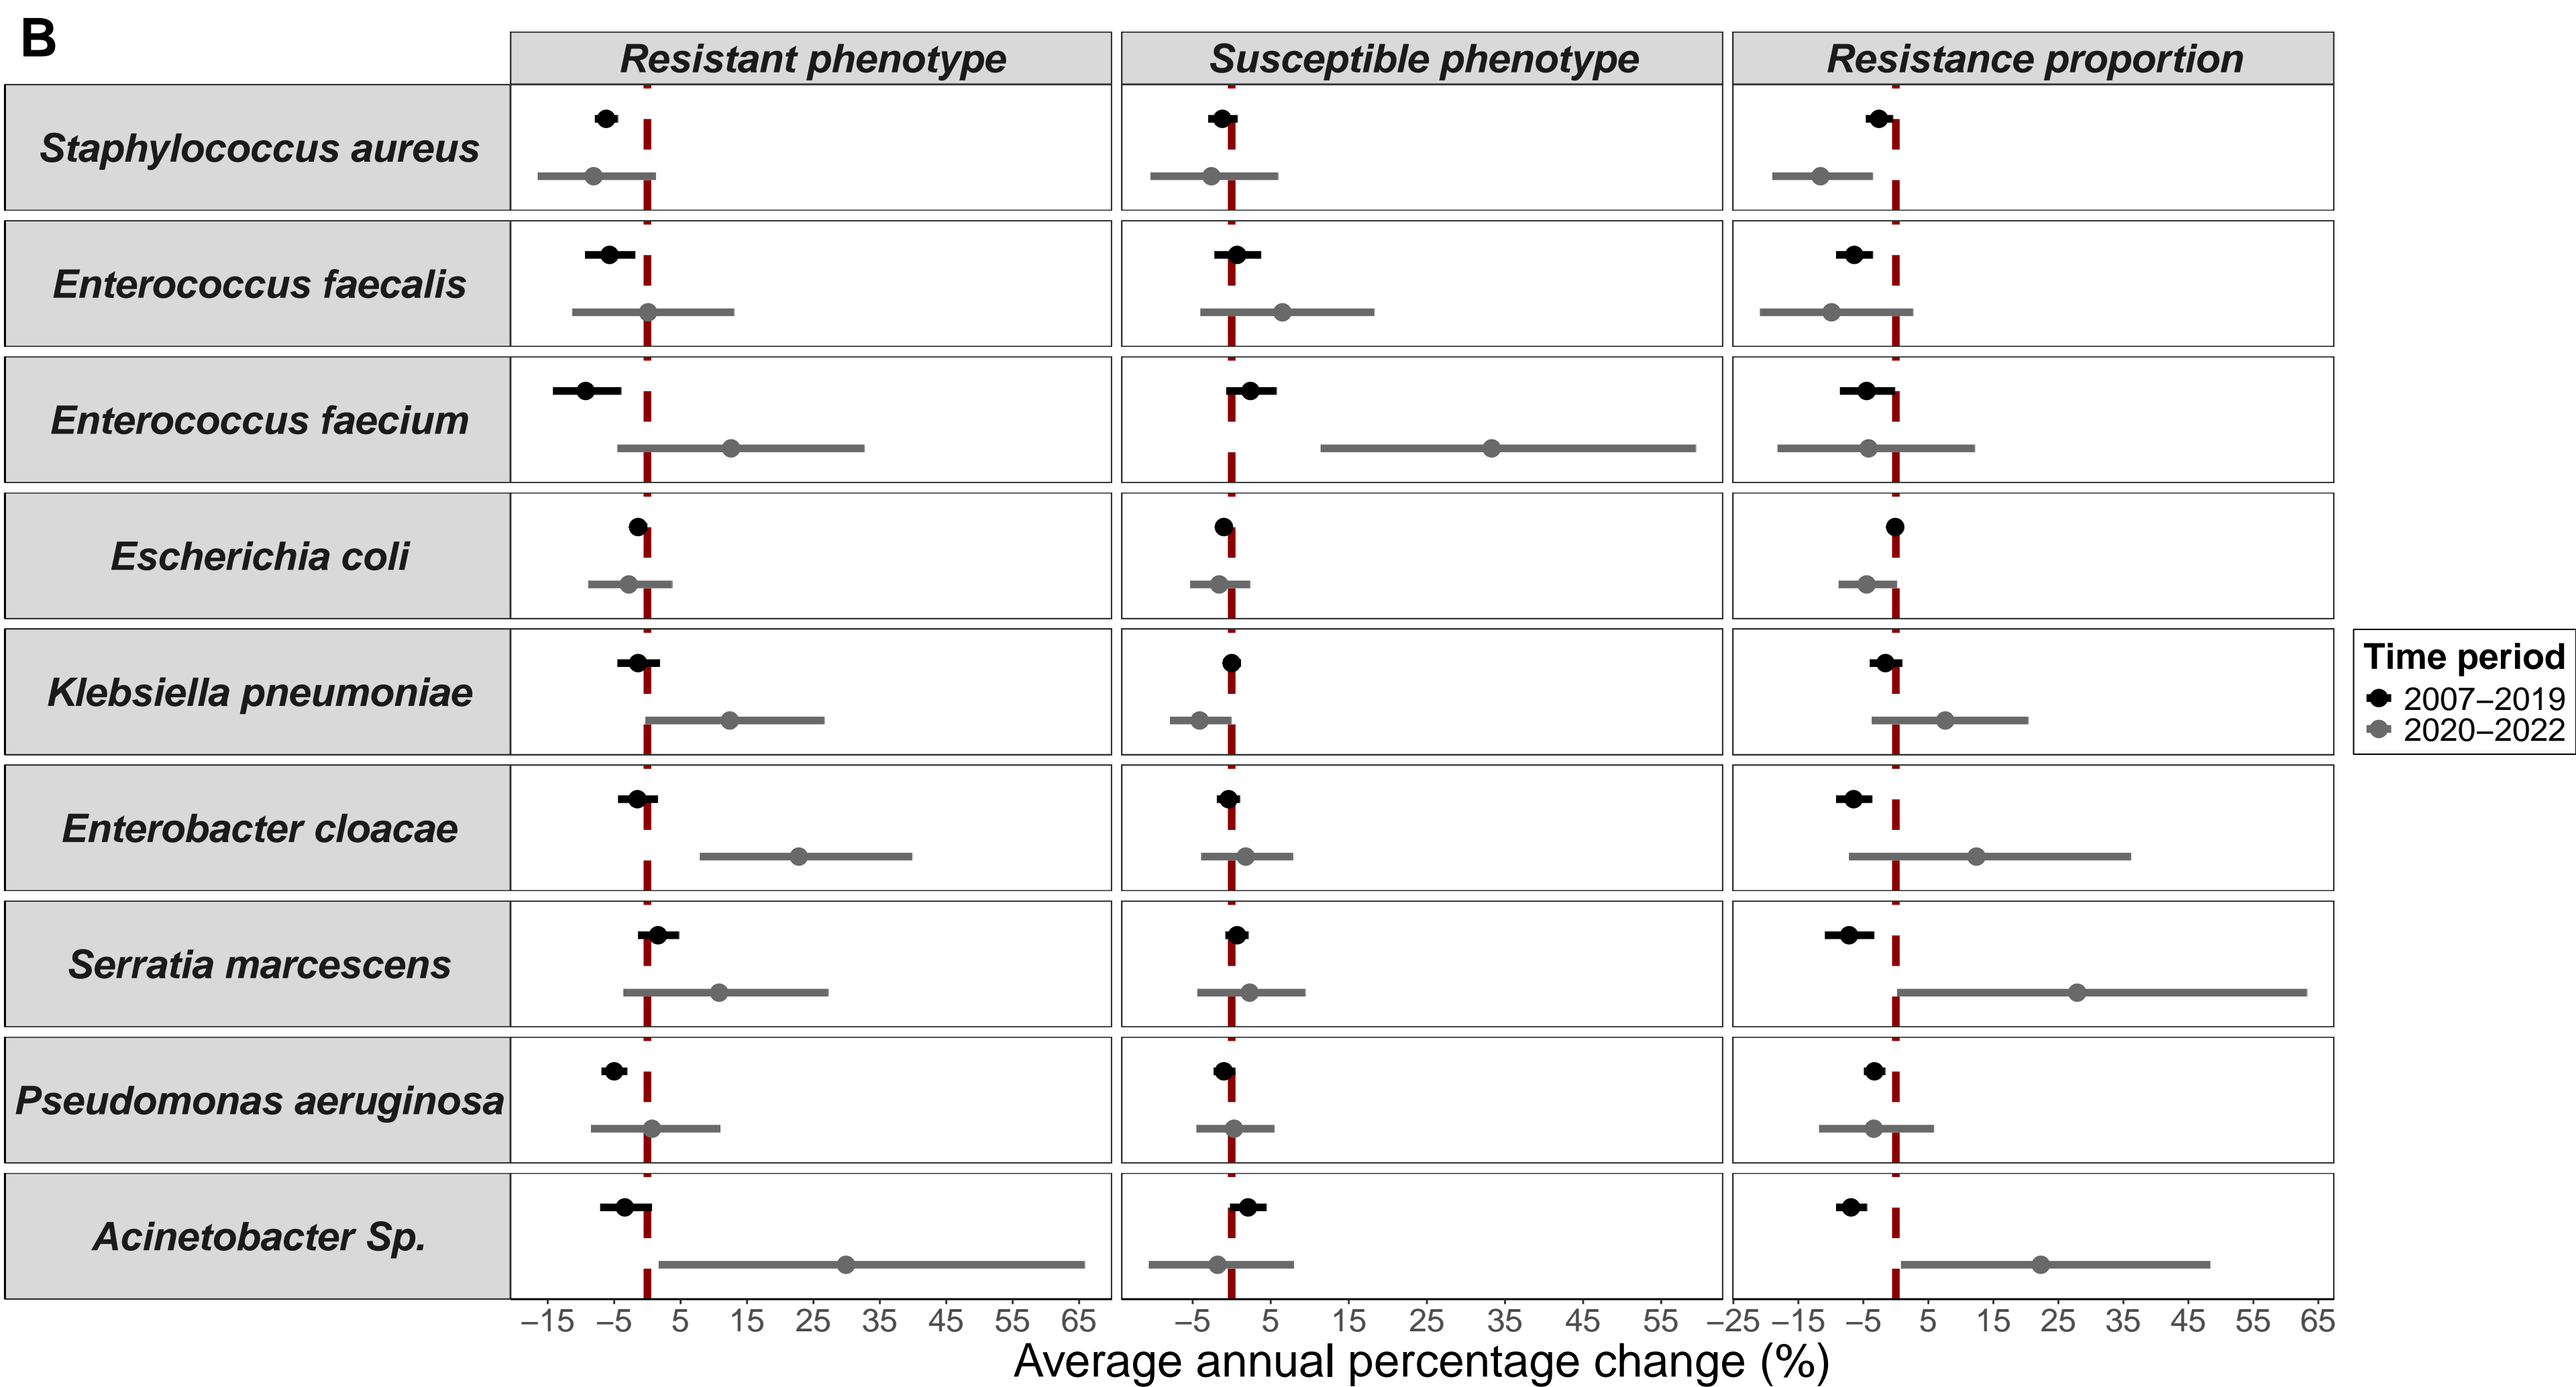 B
Resistant phenotype
Susceptible phenotype
Resistance proportion
Staphylococcus aureus
Enterococcus faecalis
Enterococcus faecium
Escherichia coli
Klebsiella pneumoniae
Enterobacter cloacae
Serratia marcescens
Pseudomonas aeruginosa
Acinetobacter Sp.
Time period
2007–2019
2020–2022
−15 −5 5 15 25 35 45 55 65
−5 5 15 25 35 45 55
−25 −15 −5 5 15 25 35 45 55 65
Average annual percentage change (%)